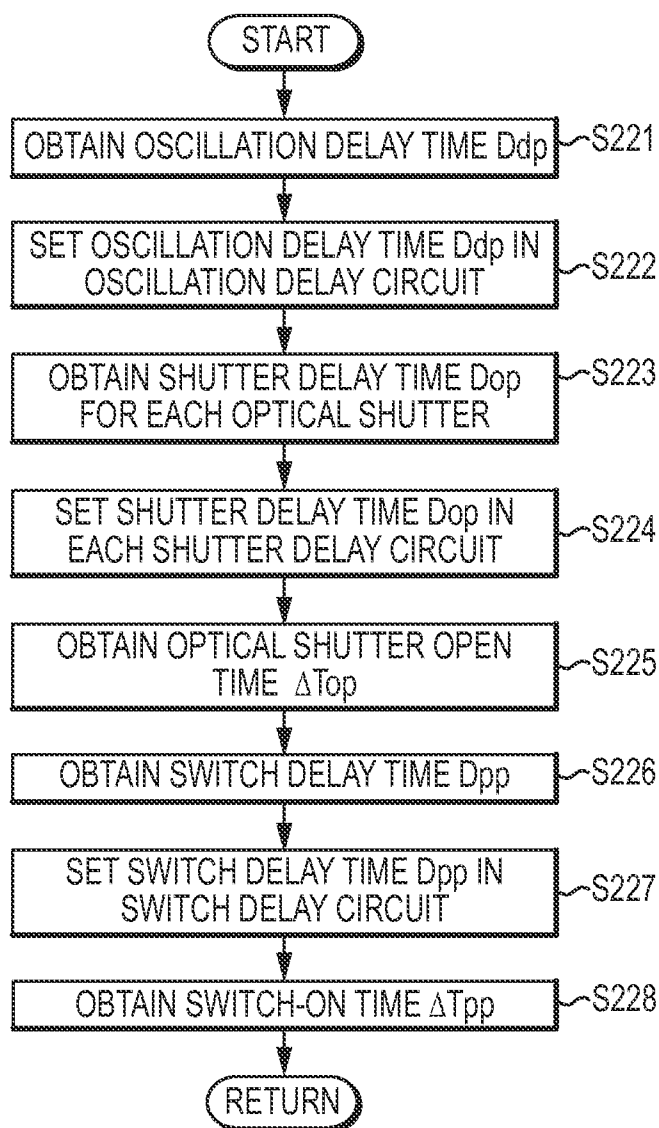 START
OBTAIN OSCILLATION DELAY TIME Ddp
S221
SET OSCILLATION DELAY TIME Ddp IN
OSCILLATION DELAY CIRCUIT
S222
OBTAIN SHUTTER DELAY TIME Dop
FOR EACH OPTICAL SHUTTER
S223
SET SHUTTER DELAY TIME Dop IN
EACH SHUTTER DELAY CIRCUIT
S224
OBTAIN OPTICAL SHUTTER OPEN
TIME ΔTop
S225
OBTAIN SWITCH DELAY TIME Dpp
S226
SET SWITCH DELAY TIME Dpp IN
SWITCH DELAY CIRCUIT
S227
OBTAIN SWITCH-ON TIME ΔTpp
S228
RETURN